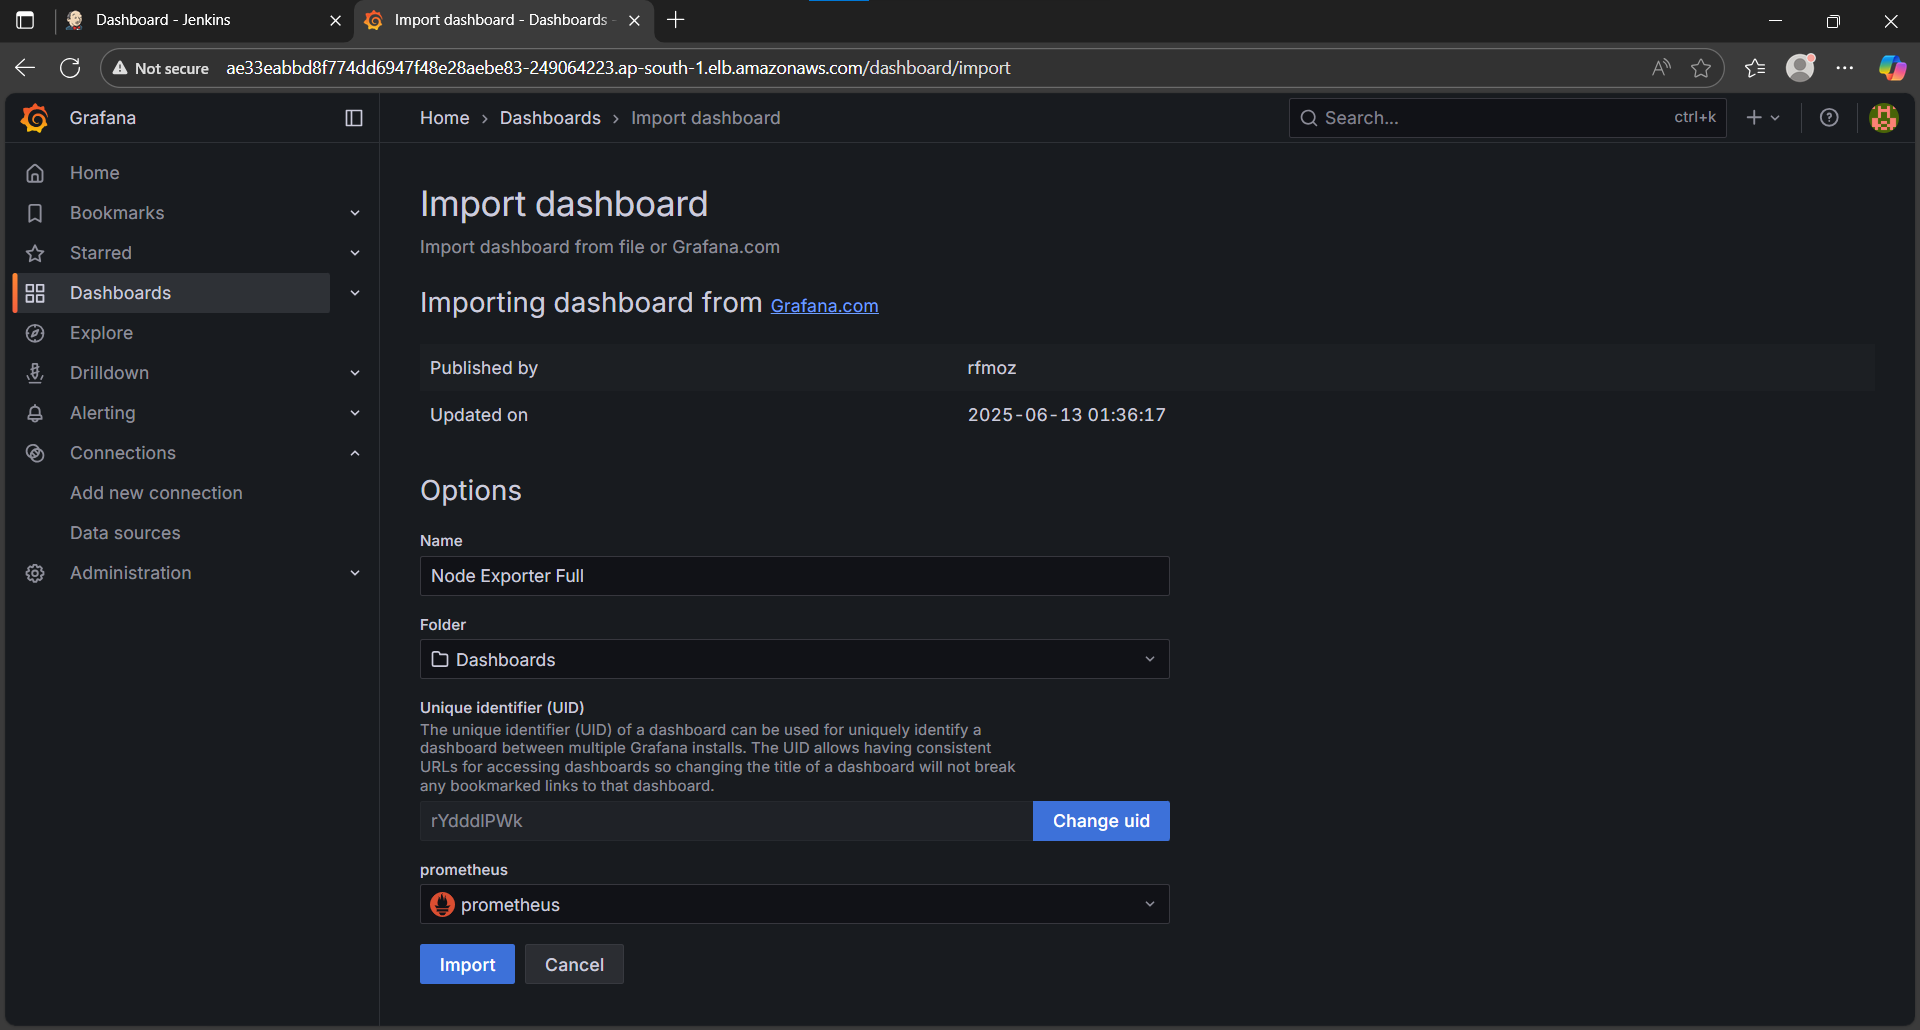 Dashboard - Jenkins
Import dashboard - Dashboards -
Not secure ae33eabbd8f774dd6947f48e28aebe83-249064223.ap-south-1.elb.amazonaws.com/dashboard/import
Grafana
Home › Dashboards › Import dashboard
Search... ctrl+k
Home
Bookmarks
Starred
Dashboards
Explore
Drilldown
Alerting
Connections
Add new connection
Data sources
Administration
Import dashboard
Import dashboard from file or Grafana.com
Importing dashboard from Grafana.com
Published by rfmoz
Updated on 2025-06-13 01:36:17
Options
Name
Node Exporter Full
Folder
Dashboards
Unique identifier (UID)
The unique identifier (UID) of a dashboard can be used for uniquely identify a
dashboard between multiple Grafana installs. The UID allows having consistent
URLs for accessing dashboards so changing the title of a dashboard will not break
any bookmarked links to that dashboard.
rYdddlPWk
Change uid
prometheus
prometheus
Import
Cancel